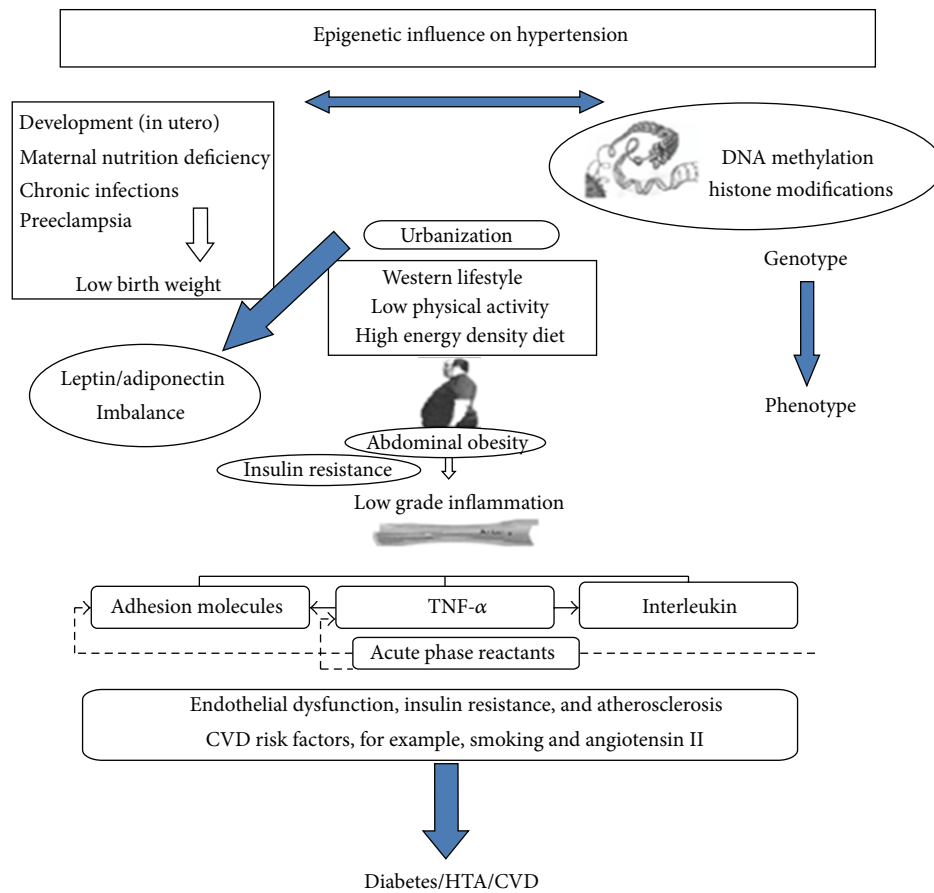 Epigenetic influence on hypertension
Development (in utero)
Maternal nutrition deficiency
Chronic infections
Preeclampsia
Low birth weight
DNA methylation
histone modifications
Urbanization
Western lifestyle
Low physical activity
High energy density diet
Genotype
Phenotype
Leptin/adiponectin
Imbalance
Abdominal obesity
Insulin resistance
Low grade inflammation
Adhesion molecules
TNF-α
Interleukin
Acute phase reactants
Endothelial dysfunction, insulin resistance, and atherosclerosis
CVD risk factors, for example, smoking and angiotensin II
Diabetes/HTA/CVD